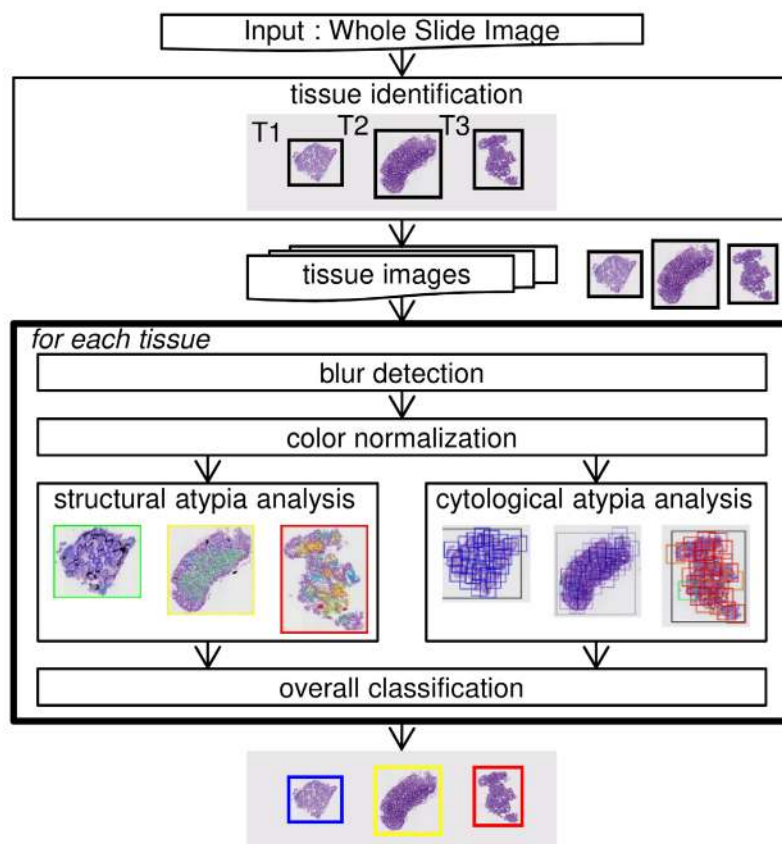 Input : Whole Slide Image
tissue identification
T1 T2 T3
tissue images
for each tissue
blur detection
color normalization
structural atypia analysis
cytological atypia analysis
overall classification